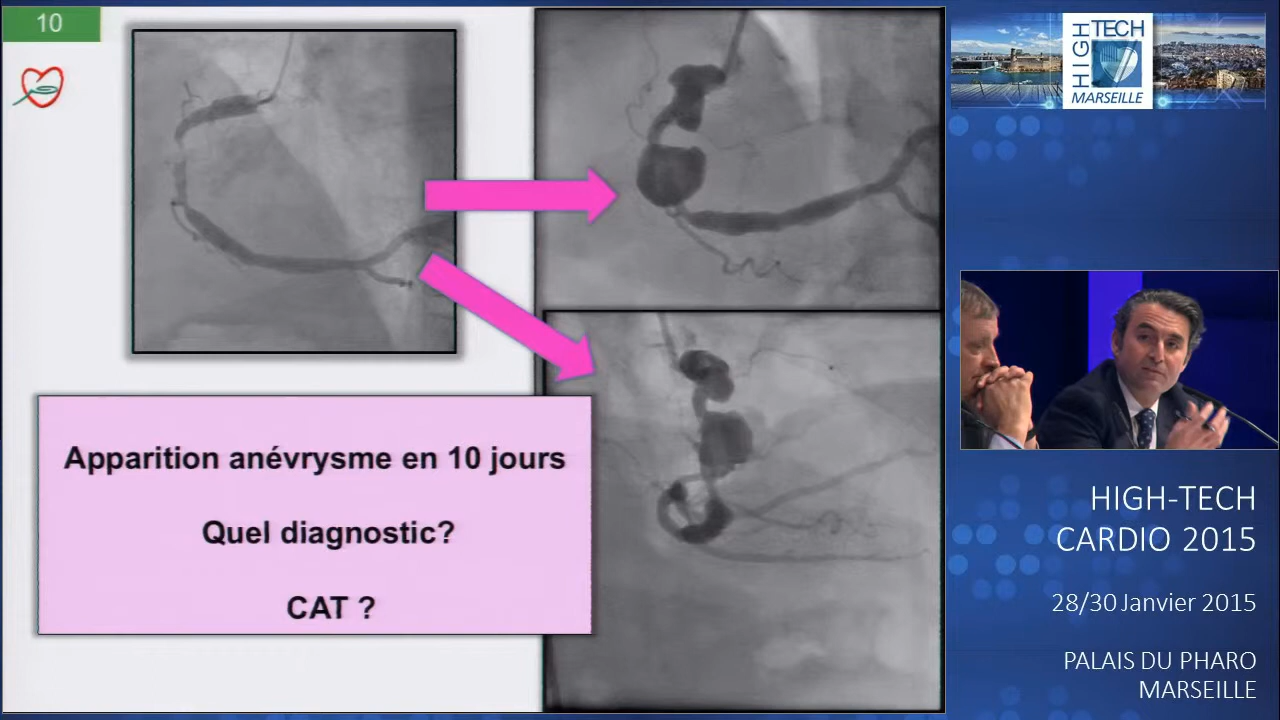 10
Apparition anévrysme en 10 jours
Quel diagnostic?
CAT ?
HIGH
TECH
MARSEILLE
HIGH-TECH
CARDIO 2015
28/30 Janvier 2015
PALAIS DU PHARO
MARSEILLE